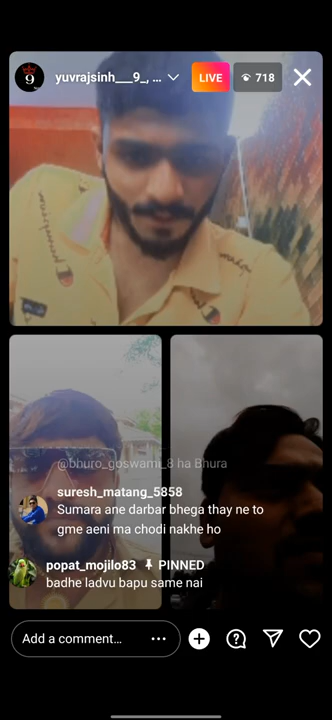 9
yuvrajsinh___9_, ...
LIVE
718
@bhuro_goswami_8 ha Bhura
suresh_matang_5858
Sumara ane darbar bhega thay ne to
gme aeni ma chodi nakhe ho
popat_mojilo83 PINNED
badhe ladvu bapu same nai
Add a comment...